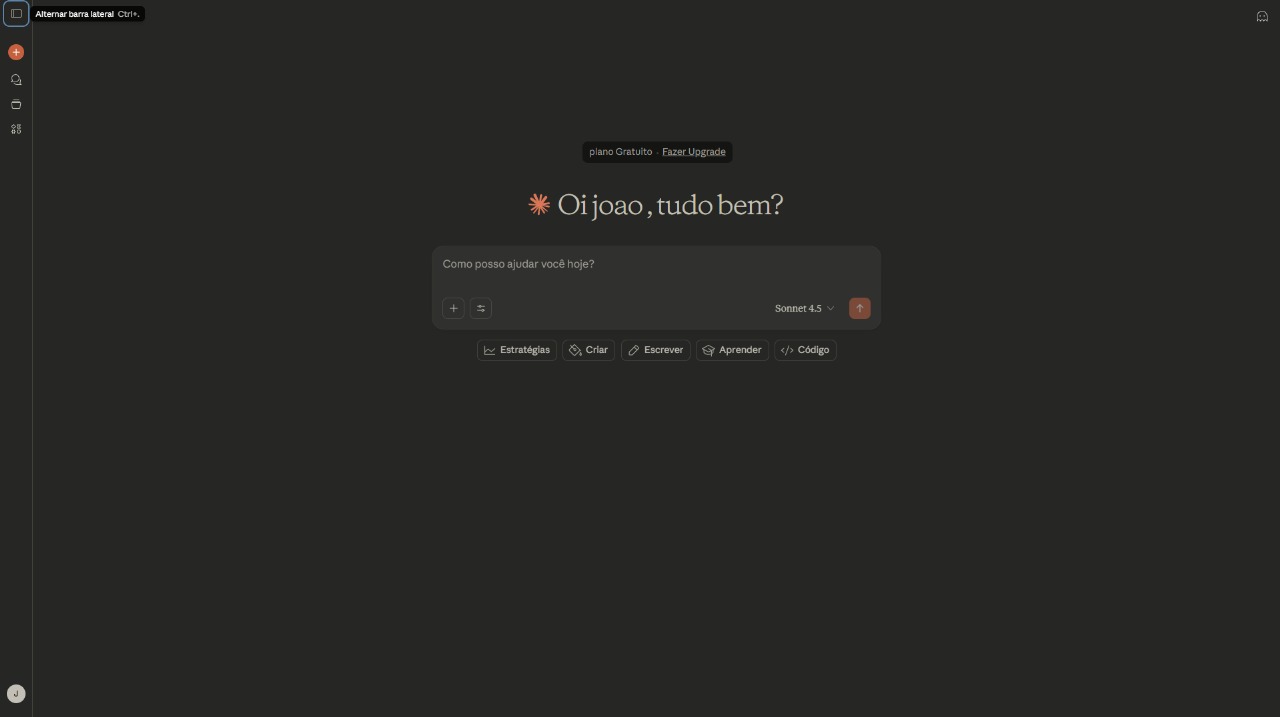 Alternar barra lateral Ctrl+.
plano Gratuito · Fazer Upgrade
Oi joao , tudo bem?
Como posso ajudar você hoje?
Sonnet 4.5
Estratégias Criar Escrever Aprender Código
J